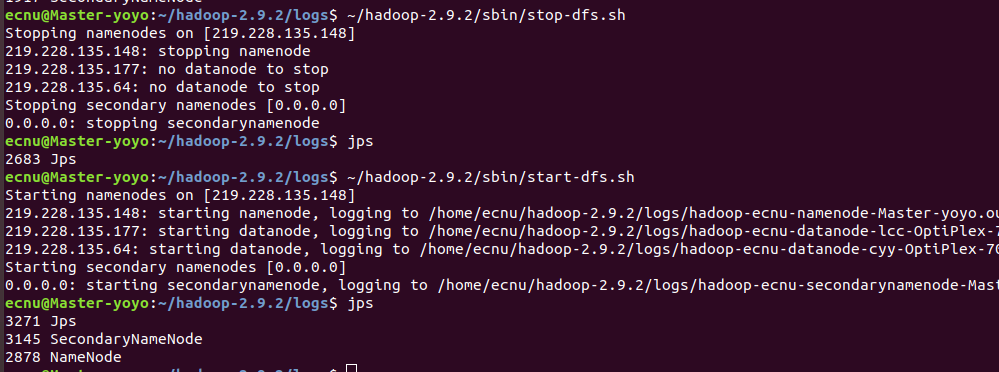 ecnu@Master-yoyo:~/hadoop-2.9.2/logs$ ~/hadoop-2.9.2/sbin/stop-dfs.sh
Stopping namenodes on [219.228.135.148]
219.228.135.148: stopping namenode
219.228.135.177: no datanode to stop
219.228.135.64: no datanode to stop
Stopping secondary namenodes [0.0.0.0]
0.0.0.0: stopping secondarynamenode
ecnu@Master-yoyo:~/hadoop-2.9.2/logs$ jps
2683 Jps
ecnu@Master-yoyo:~/hadoop-2.9.2/logs$ ~/hadoop-2.9.2/sbin/start-dfs.sh
Starting namenodes on [219.228.135.148]
219.228.135.148: starting namenode, logging to /home/ecnu/hadoop-2.9.2/logs/hadoop-ecnu-namenode-Master-yoyo.ou
219.228.135.177: starting datanode, logging to /home/ecnu/hadoop-2.9.2/logs/hadoop-ecnu-datanode-lcc-OptiPlex-7
219.228.135.64: starting datanode, logging to /home/ecnu/hadoop-2.9.2/logs/hadoop-ecnu-datanode-cyy-OptiPlex-70
Starting secondary namenodes [0.0.0.0]
0.0.0.0: starting secondarynamenode, logging to /home/ecnu/hadoop-2.9.2/logs/hadoop-ecnu-secondarynamenode-Mast
ecnu@Master-yoyo:~/hadoop-2.9.2/logs$ jps
3271 Jps
3145 SecondaryNameNode
2878 NameNode